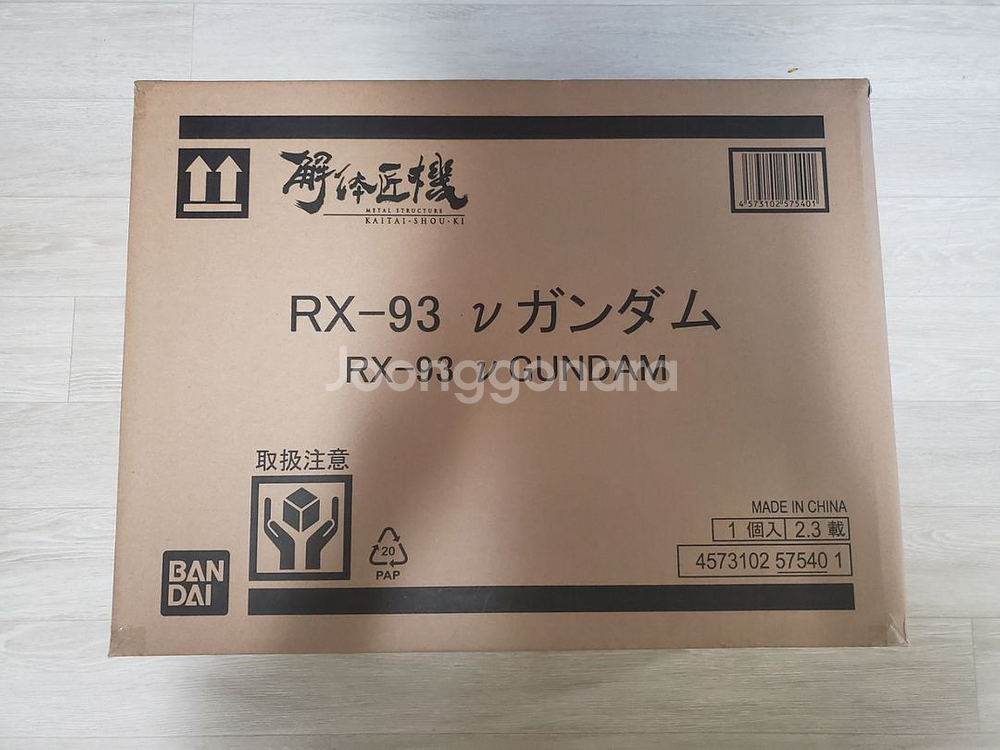 解体匠機
METAL STRUCTURE
KAITAI-SHOU-KI
4573102575401
RX-93 νガンダム
RX-93 ν GUNDAM
Joonggonara
取扱注意
20
PAP
MADE IN CHINA
1個入 2.3載
4573102 57540 1
BAN
DAI